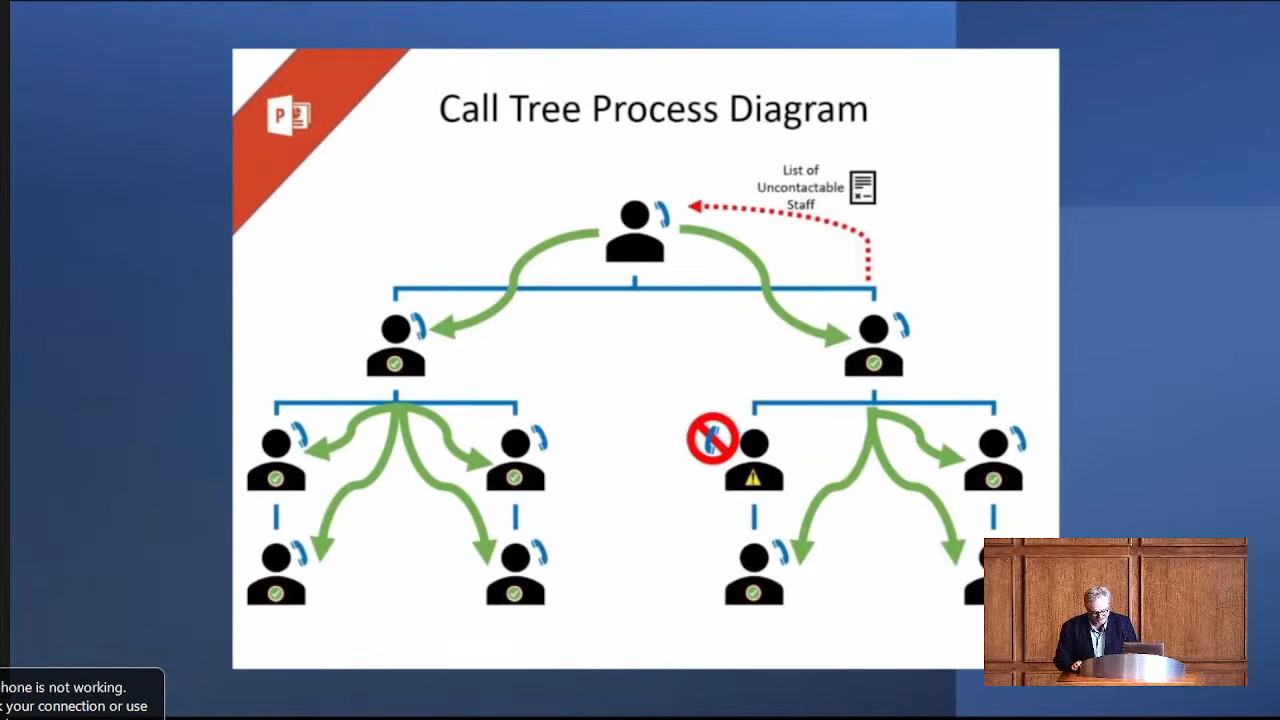 Call Tree Process Diagram
P
List of
Uncontactable
Staff
hone is not working.
your connection or use